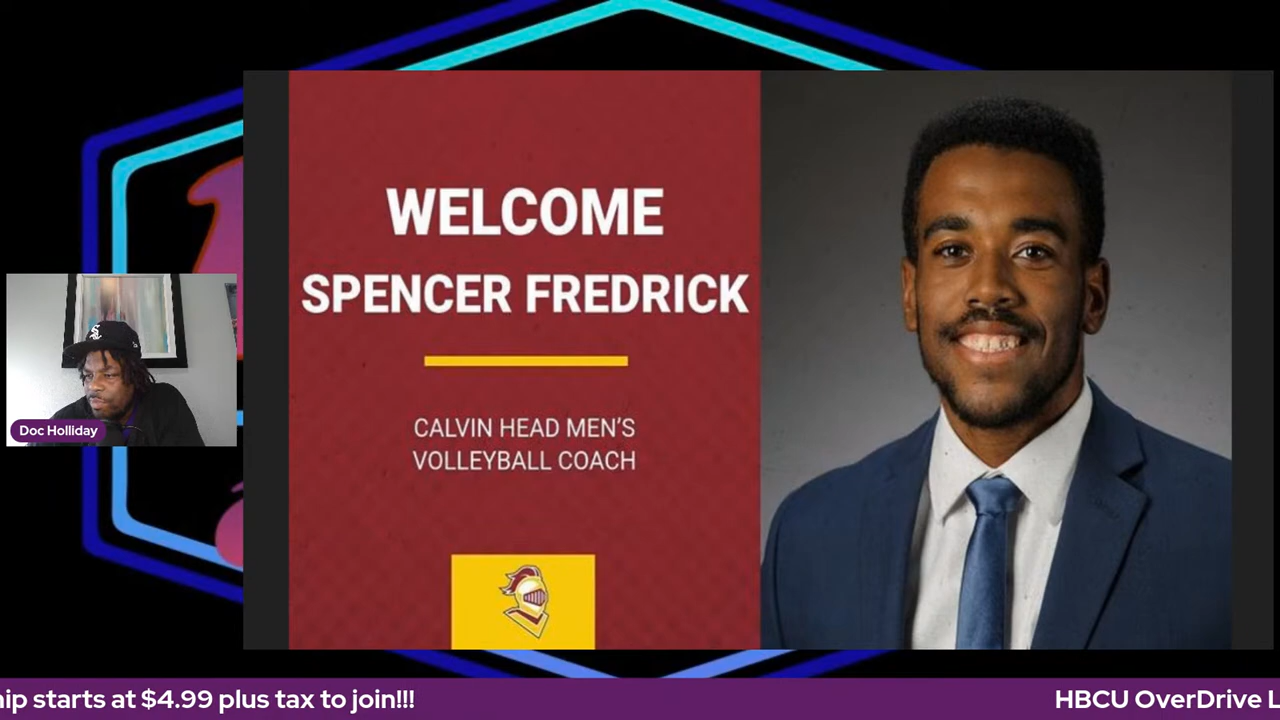 WELCOME
SPENCER FREDRICK
CALVIN HEAD MEN'S
VOLLEYBALL COACH
Doc Holliday
ip starts at $4.99 plus tax to join!!!
HBCU OverDrive L